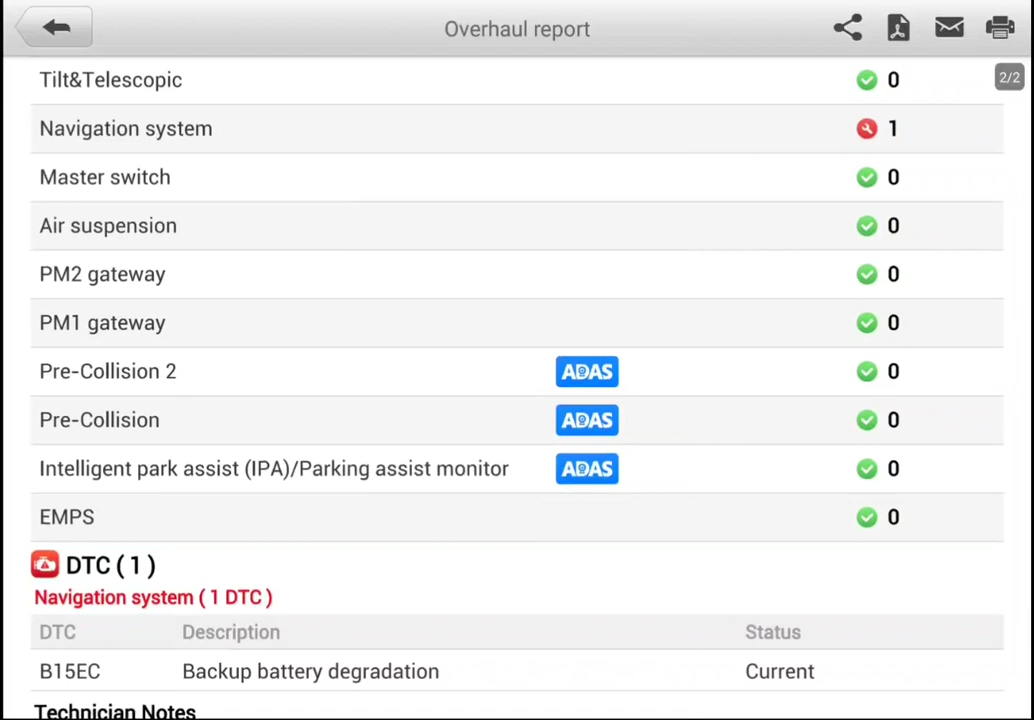 Overhaul report
2/2
Tilt&Telescopic 0
Navigation system 1
Master switch 0
Air suspension 0
PM2 gateway 0
PM1 gateway 0
Pre-Collision 2 ADAS 0
Pre-Collision ADAS 0
Intelligent park assist (IPA)/Parking assist monitor ADAS 0
EMPS 0
DTC ( 1 )
Navigation system ( 1 DTC )
DTC Description Status
B15EC Backup battery degradation Current
Technician Notes